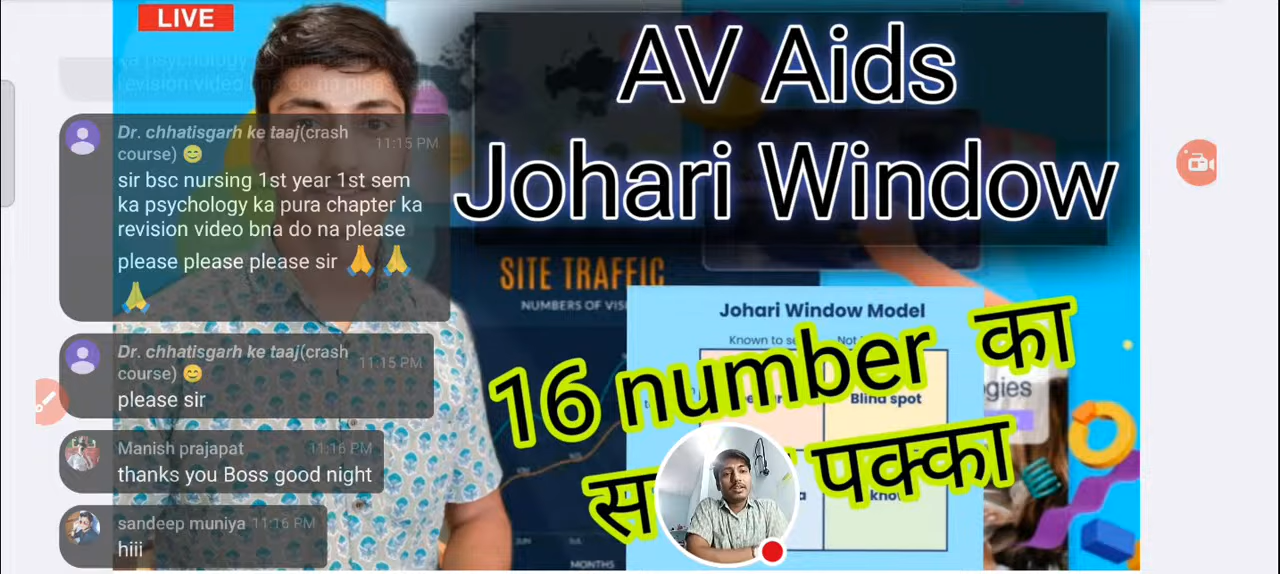 LIVE
AV Aids
Johari Window
Dr. chhatisgarh ke taaj(crash
course) 😊
11:15 PM
sir bsc nursing 1st year 1st sem
ka psychology ka pura chapter ka
revision video bna do na please
please please please sir 🙏 🙏
🙏
Dr. chhatisgarh ke taaj(crash
course) 😊
11:15 PM
please sir
Manish prajapat 11:16 PM
thanks you Boss good night
sandeep muniya 11:16 PM
hiii
SITE TRAFFIC
NUMBERS OF
Johari Window Model
Known to
Blind spot
16 number का
पक्का
MONTHS